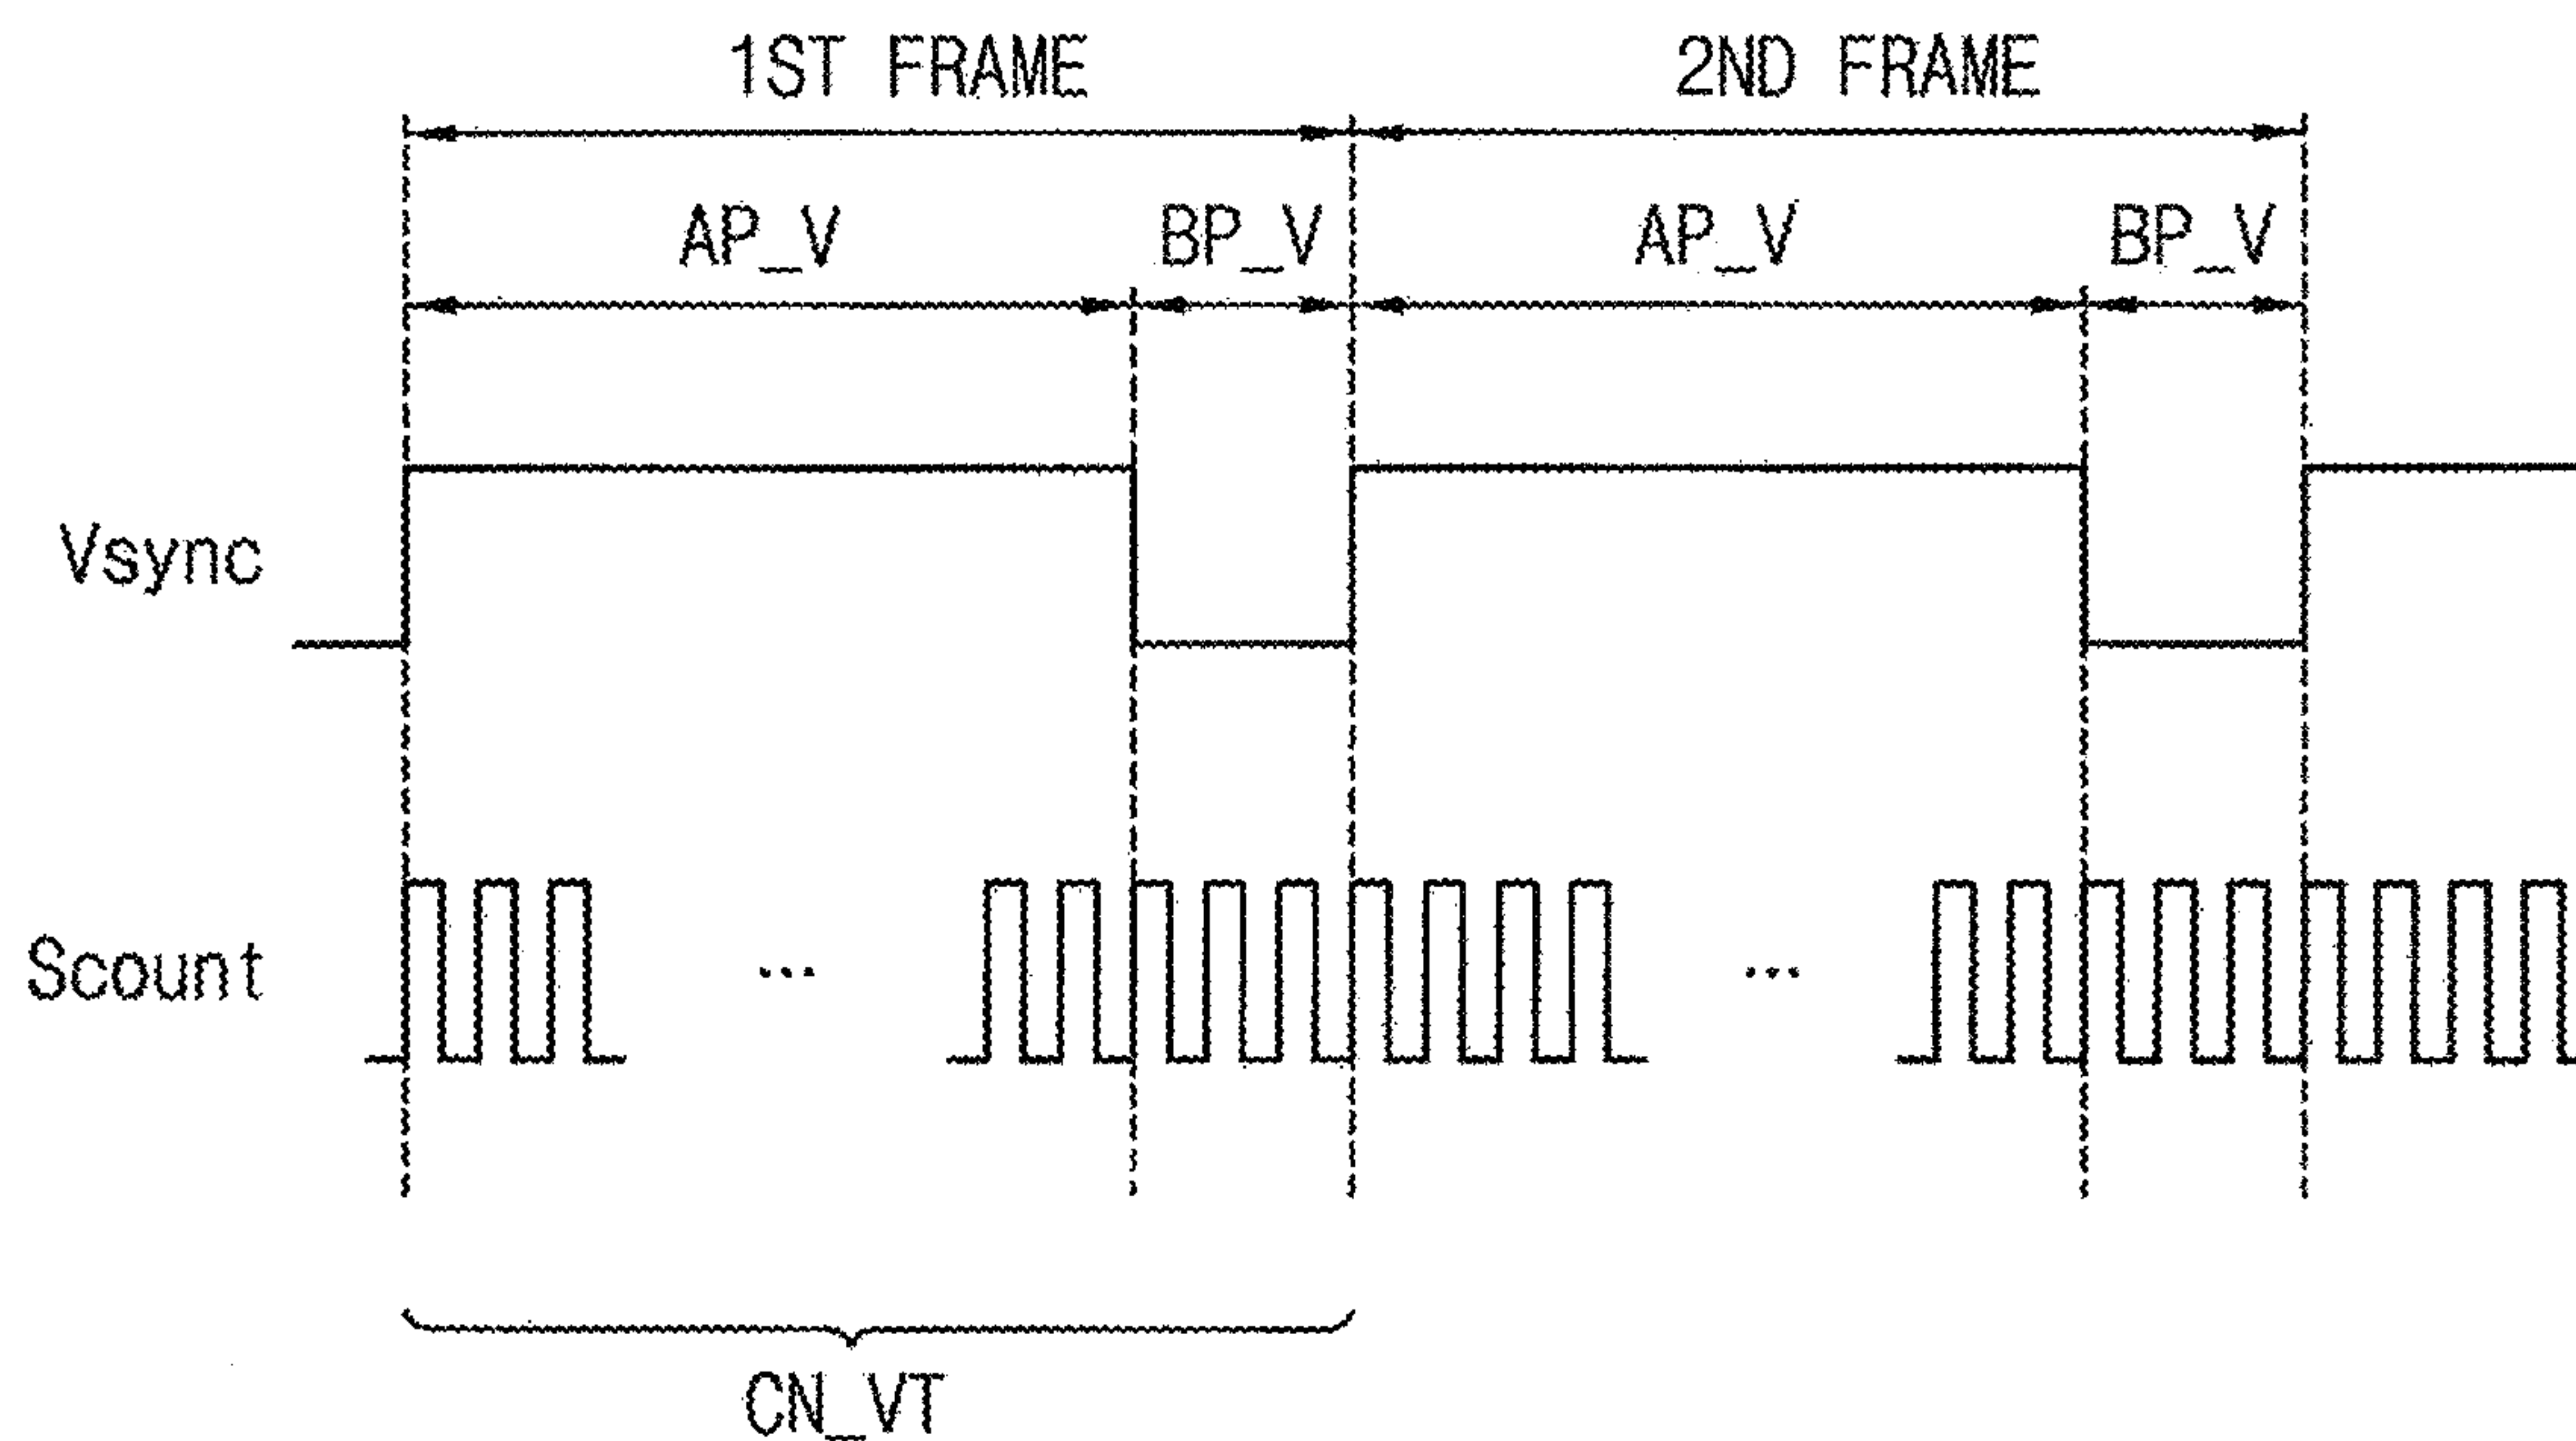 1ST FRAME 2ND FRAME
AP_V BP_V AP_V BP_V
Vsync
Scount
... ...
CN_VT